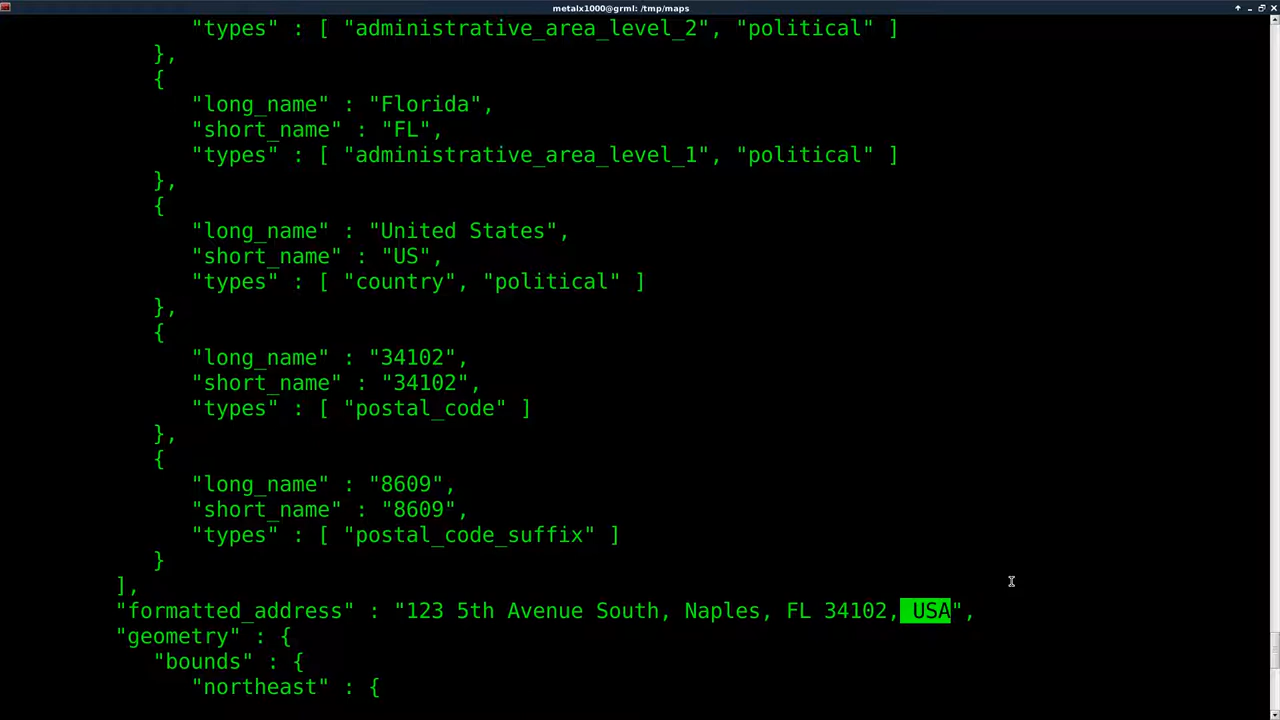 metalx1000@grml: /tmp/maps
"types" : [ "administrative_area_level_2", "political" ]
},
{
"long_name" : "Florida",
"short_name" : "FL",
"types" : [ "administrative_area_level_1", "political" ]
},
{
"long_name" : "United States",
"short_name" : "US",
"types" : [ "country", "political" ]
},
{
"long_name" : "34102",
"short_name" : "34102",
"types" : [ "postal_code" ]
},
{
"long_name" : "8609",
"short_name" : "8609",
"types" : [ "postal_code_suffix" ]
}
],
"formatted_address" : "123 5th Avenue South, Naples, FL 34102, USA",
"geometry" : {
"bounds" : {
"northeast" : {